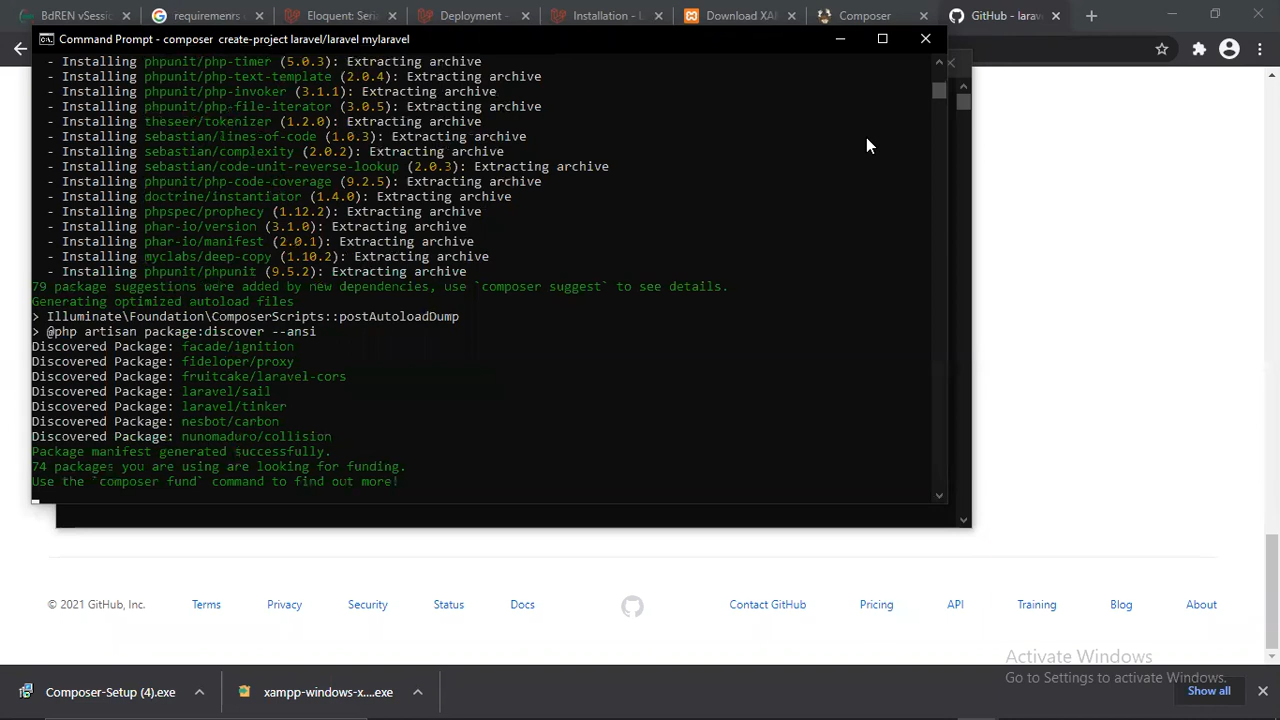 BdREN vSessi
requiremenrs
Eloquent: Seria
Deployment -
Installation - L
Download XAM
Composer
GitHub - larav
Command Prompt - composer  create-project laravel/laravel mylaravel
- Installing phpunit/php-timer (5.0.3): Extracting archive
- Installing phpunit/php-text-template (2.0.4): Extracting archive
- Installing phpunit/php-invoker (3.1.1): Extracting archive
- Installing phpunit/php-file-iterator (3.0.5): Extracting archive
- Installing theseer/tokenizer (1.2.0): Extracting archive
- Installing sebastian/lines-of-code (1.0.3): Extracting archive
- Installing sebastian/complexity (2.0.2): Extracting archive
- Installing sebastian/code-unit-reverse-lookup (2.0.3): Extracting archive
- Installing phpunit/php-code-coverage (9.2.5): Extracting archive
- Installing doctrine/instantiator (1.4.0): Extracting archive
- Installing phpspec/prophecy (1.12.2): Extracting archive
- Installing phar-io/version (3.1.0): Extracting archive
- Installing phar-io/manifest (2.0.1): Extracting archive
- Installing myclabs/deep-copy (1.10.2): Extracting archive
- Installing phpunit/phpunit (9.5.2): Extracting archive
79 package suggestions were added by new dependencies, use `composer suggest` to see details.
Generating optimized autoload files
> Illuminate\Foundation\ComposerScripts::postAutoloadDump
> @php artisan package:discover --ansi
Discovered Package: facade/ignition
Discovered Package: fideloper/proxy
Discovered Package: fruitcake/laravel-cors
Discovered Package: laravel/sail
Discovered Package: laravel/tinker
Discovered Package: nesbot/carbon
Discovered Package: nunomaduro/collision
Package manifest generated successfully.
74 packages you are using are looking for funding.
Use the `composer fund` command to find out more!
© 2021 GitHub, Inc.
Terms
Privacy
Security
Status
Docs
Contact GitHub
Pricing
API
Training
Blog
About
Activate Windows
Go to Settings to activate Windows.
Composer-Setup (4).exe
xampp-windows-x....exe
Show all